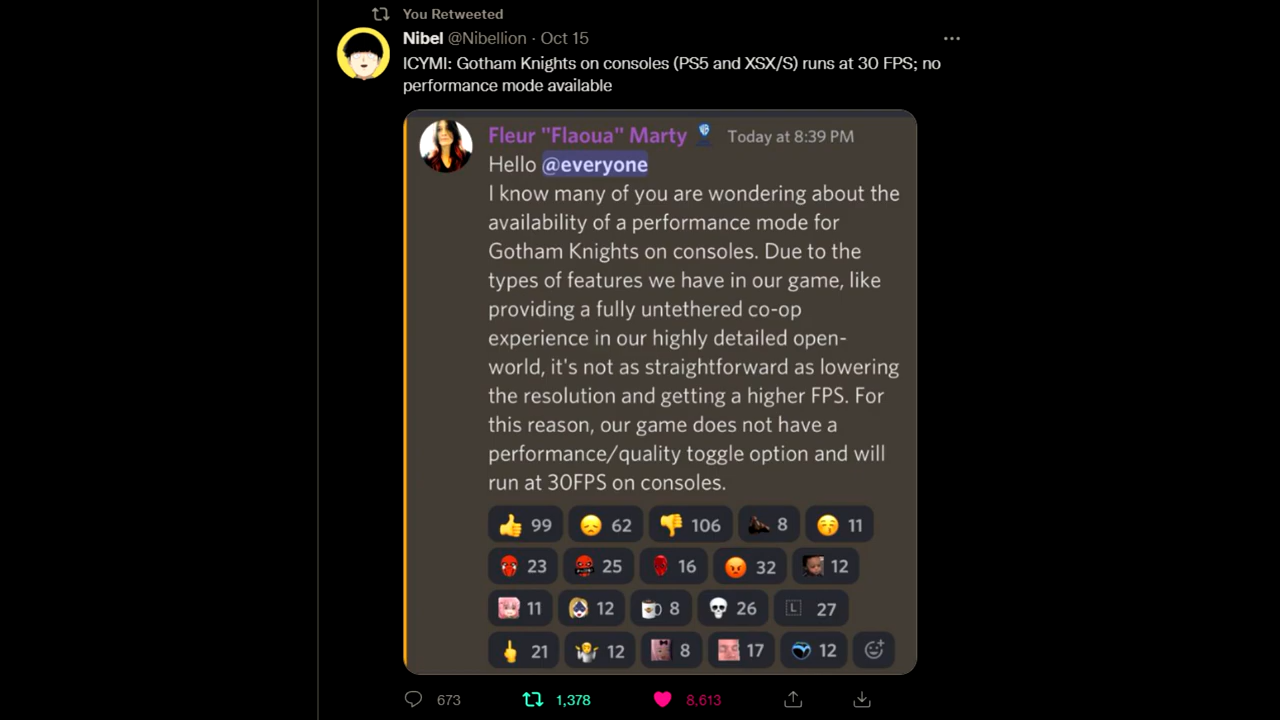 You Retweeted
Nibel @Nibellion · Oct 15
ICYMI: Gotham Knights on consoles (PS5 and XSX/S) runs at 30 FPS; no
performance mode available
Fleur "Flaoua" Marty Today at 8:39 PM
Hello @everyone
I know many of you are wondering about the
availability of a performance mode for
Gotham Knights on consoles. Due to the
types of features we have in our game, like
providing a fully untethered co-op
experience in our highly detailed open-
world, it's not as straightforward as lowering
the resolution and getting a higher FPS. For
this reason, our game does not have a
performance/quality toggle option and will
run at 30FPS on consoles.
99 62 106 8 11
23 25 16 32 12
11 12 8 26 L 27
21 12 8 17 12
673 1,378 8,613